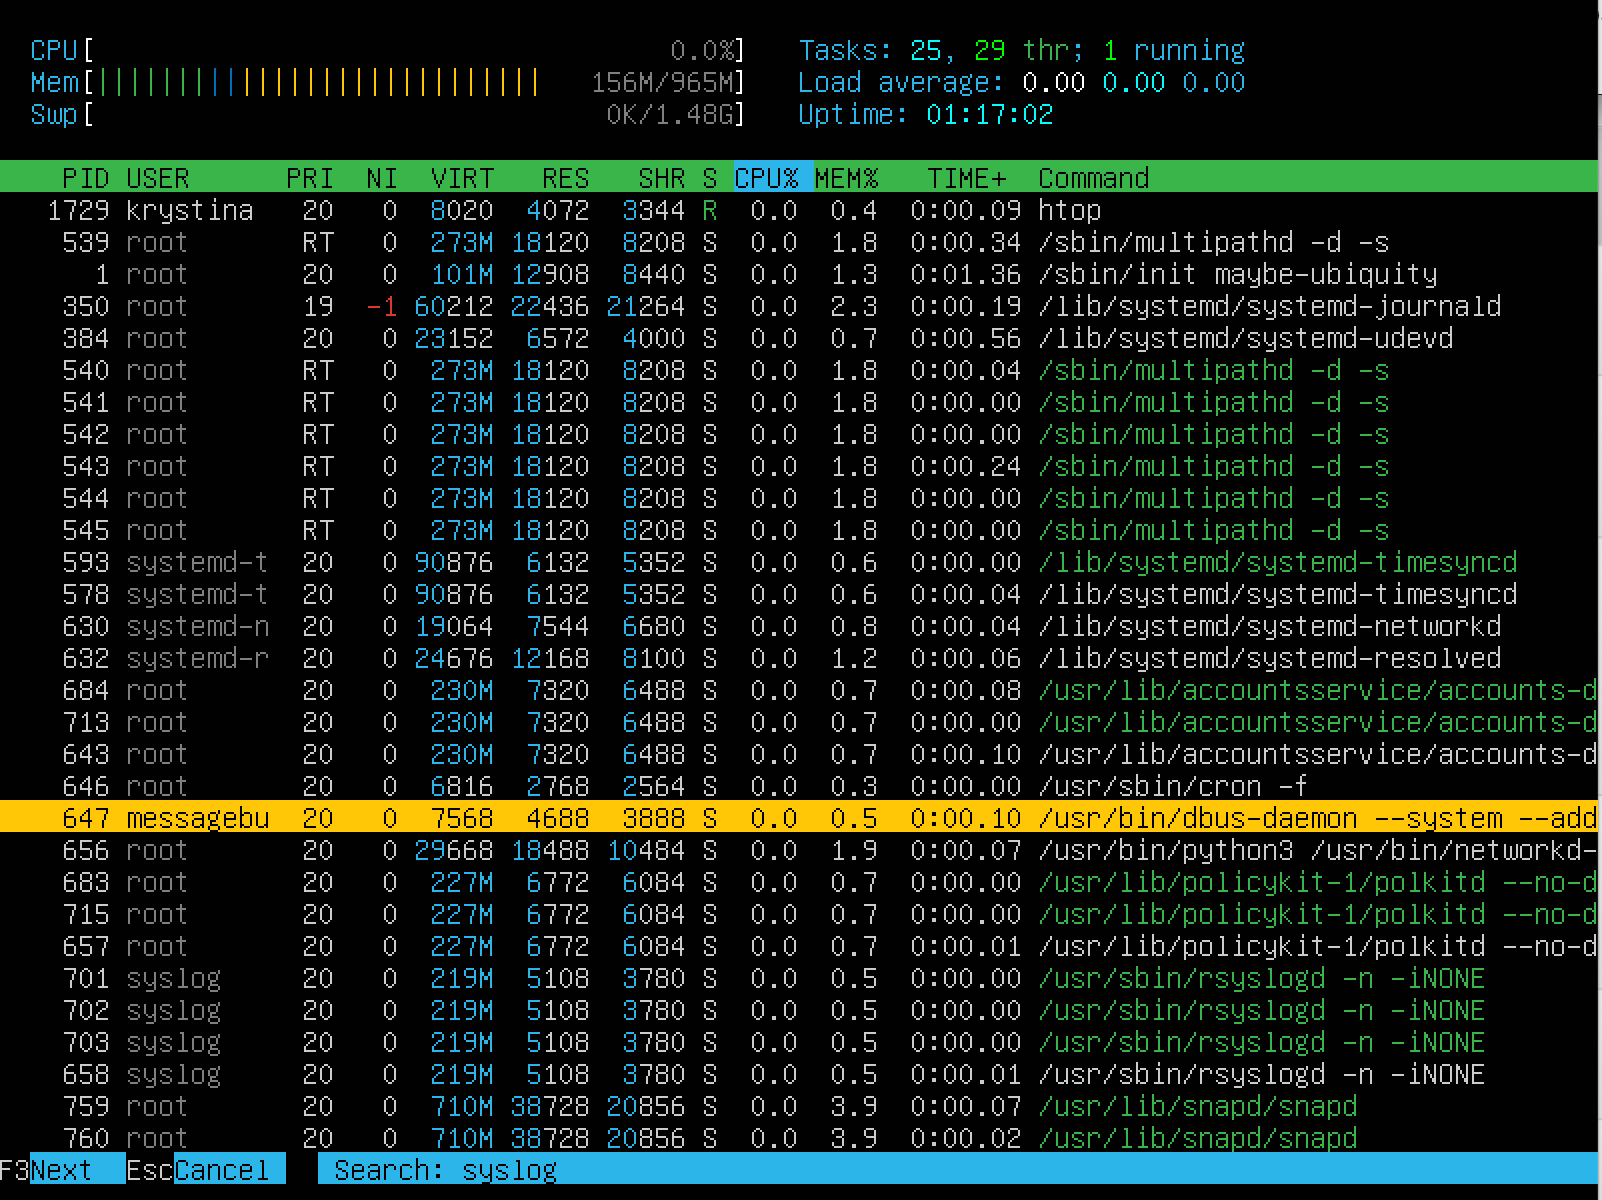 CPU[ 0.0%] Tasks: 25, 29 thr; 1 running
Mem[||||||||||||||||||||||||||||| 156M/965M] Load average: 0.00 0.00 0.00
Swp[ 0K/1.48G] Uptime: 01:17:02
PID USER PRI NI VIRT RES SHR S CPU% MEM% TIME+ Command
1729 krystina 20 0 8020 4072 3344 R 0.0 0.4 0:00.09 htop
539 root RT 0 273M 18120 8208 S 0.0 1.8 0:00.34 /sbin/multipathd -d -s
1 root 20 0 101M 12908 8440 S 0.0 1.3 0:01.36 /sbin/init maybe-ubiquity
350 root 19 -1 60212 22436 21264 S 0.0 2.3 0:00.19 /lib/systemd/systemd-journald
384 root 20 0 23152 6572 4000 S 0.0 0.7 0:00.56 /lib/systemd/systemd-udevd
540 root RT 0 273M 18120 8208 S 0.0 1.8 0:00.04 /sbin/multipathd -d -s
541 root RT 0 273M 18120 8208 S 0.0 1.8 0:00.00 /sbin/multipathd -d -s
542 root RT 0 273M 18120 8208 S 0.0 1.8 0:00.00 /sbin/multipathd -d -s
543 root RT 0 273M 18120 8208 S 0.0 1.8 0:00.24 /sbin/multipathd -d -s
544 root RT 0 273M 18120 8208 S 0.0 1.8 0:00.00 /sbin/multipathd -d -s
545 root RT 0 273M 18120 8208 S 0.0 1.8 0:00.00 /sbin/multipathd -d -s
593 systemd-t 20 0 90876 6132 5352 S 0.0 0.6 0:00.00 /lib/systemd/systemd-timesyncd
578 systemd-t 20 0 90876 6132 5352 S 0.0 0.6 0:00.04 /lib/systemd/systemd-timesyncd
630 systemd-n 20 0 19064 7544 6680 S 0.0 0.8 0:00.04 /lib/systemd/systemd-networkd
632 systemd-r 20 0 24676 12168 8100 S 0.0 1.2 0:00.06 /lib/systemd/systemd-resolved
684 root 20 0 230M 7320 6488 S 0.0 0.7 0:00.08 /usr/lib/accountsservice/accounts-d
713 root 20 0 230M 7320 6488 S 0.0 0.7 0:00.00 /usr/lib/accountsservice/accounts-d
643 root 20 0 230M 7320 6488 S 0.0 0.7 0:00.10 /usr/lib/accountsservice/accounts-d
646 root 20 0 6816 2768 2564 S 0.0 0.3 0:00.00 /usr/sbin/cron -f
647 messagebu 20 0 7568 4688 3888 S 0.0 0.5 0:00.10 /usr/bin/dbus-daemon --system --add
656 root 20 0 29668 18488 10484 S 0.0 1.9 0:00.07 /usr/bin/python3 /usr/bin/networkd-
683 root 20 0 227M 6772 6084 S 0.0 0.7 0:00.00 /usr/lib/policykit-1/polkitd --no-d
715 root 20 0 227M 6772 6084 S 0.0 0.7 0:00.00 /usr/lib/policykit-1/polkitd --no-d
657 root 20 0 227M 6772 6084 S 0.0 0.7 0:00.01 /usr/lib/policykit-1/polkitd --no-d
701 syslog 20 0 219M 5108 3780 S 0.0 0.5 0:00.00 /usr/sbin/rsyslogd -n -iNONE
702 syslog 20 0 219M 5108 3780 S 0.0 0.5 0:00.00 /usr/sbin/rsyslogd -n -iNONE
703 syslog 20 0 219M 5108 3780 S 0.0 0.5 0:00.00 /usr/sbin/rsyslogd -n -iNONE
658 syslog 20 0 219M 5108 3780 S 0.0 0.5 0:00.01 /usr/sbin/rsyslogd -n -iNONE
759 root 20 0 710M 38728 20856 S 0.0 3.9 0:00.07 /usr/lib/snapd/snapd
760 root 20 0 710M 38728 20856 S 0.0 3.9 0:00.02 /usr/lib/snapd/snapd
F3Next EscCancel Search: syslog